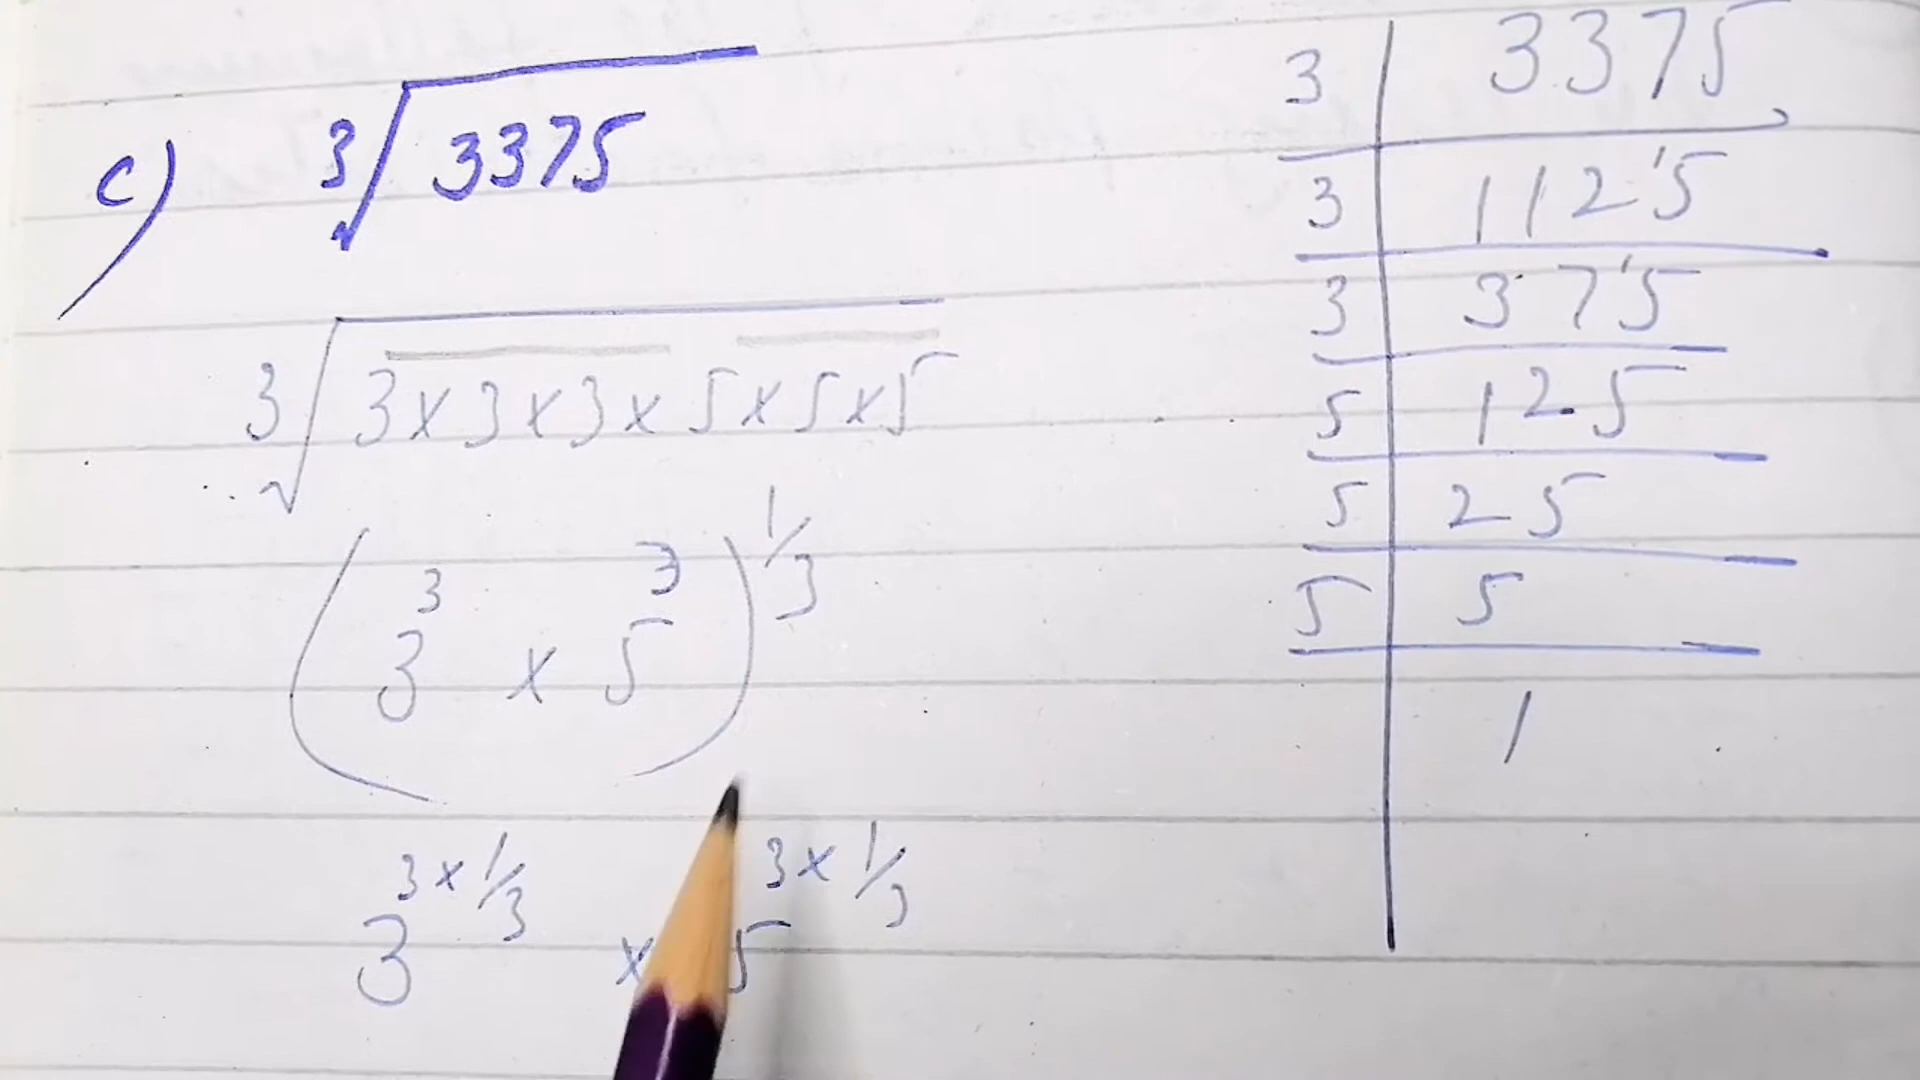 c) ∛3375
∛3×3×3×5×5×5
(3³ × 5³)^1/3
3^3×1/3 × 5^3×1/3
3 | 3375
3 | 1125
3 | 375
5 | 125
5 | 25
5 | 5
1